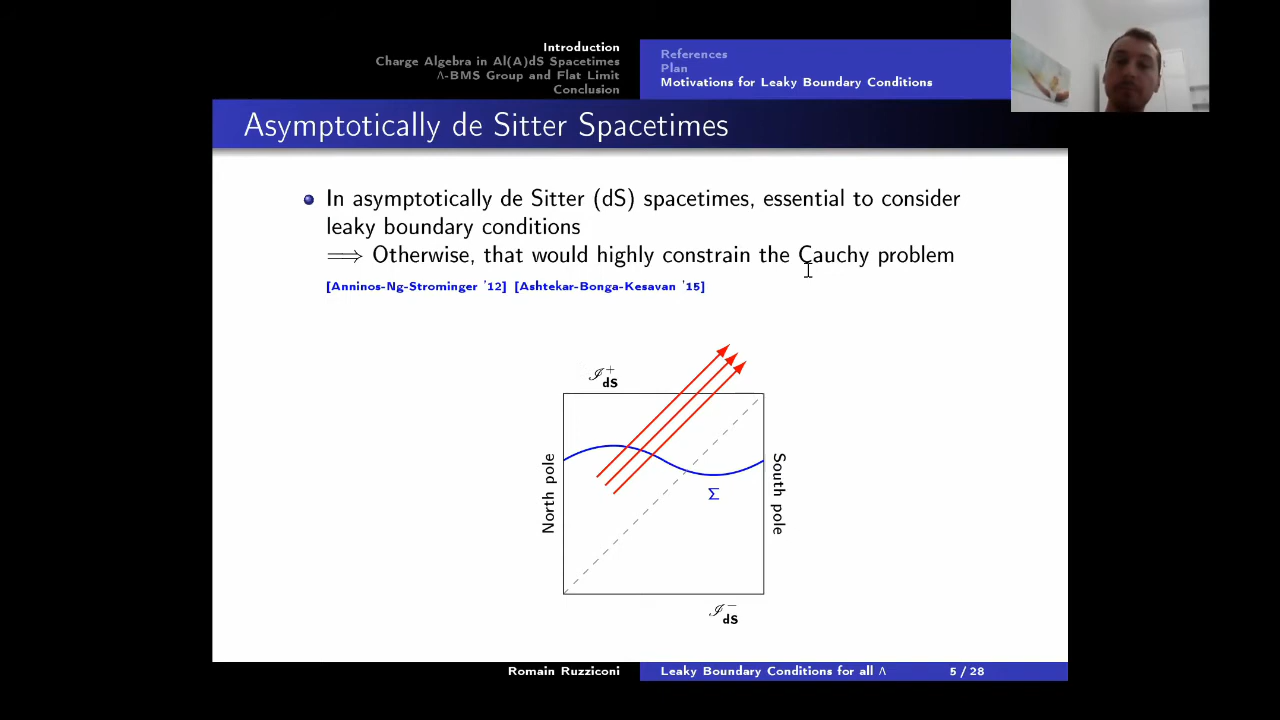 Introduction
Charge Algebra in Al(A)dS Spacetimes
Λ-BMS Group and Flat Limit
Conclusion
References
Plan
Motivations for Leaky Boundary Conditions
Asymptotically de Sitter Spacetimes
In asymptotically de Sitter (dS) spacetimes, essential to consider
leaky boundary conditions
⟹ Otherwise, that would highly constrain the Cauchy problem
[Anninos-Ng-Strominger '12] [Ashtekar-Bonga-Kesavan '15]
ℐ⁺dS
North pole
South pole
Σ
ℐ⁻dS
Romain Ruzziconi
Leaky Boundary Conditions for all Λ
5 / 28